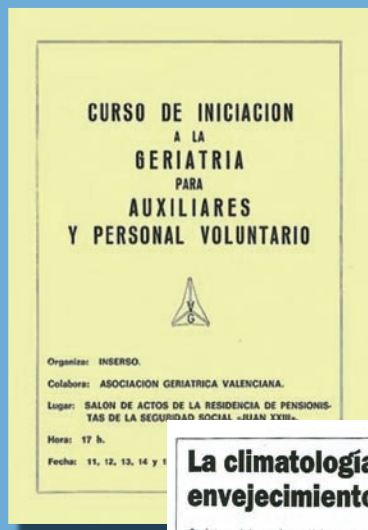 CURSO DE INICIACION
A LA
GERIATRIA
PARA
AUXILIARES
Y PERSONAL VOLUNTARIO
V
G
Organiza: INSERSO.
Colabora: ASOCIACION GERIATRICA VALENCIANA.
Lugar: SALON DE ACTOS DE LA RESIDENCIA DE PENSIONIS-
TAS DE LA SEGURIDAD SOCIAL «JUAN XXIII».
Hora: 17 h.
Fecha: 11, 12, 13, 14 y 1
La climatología
envejecimiento